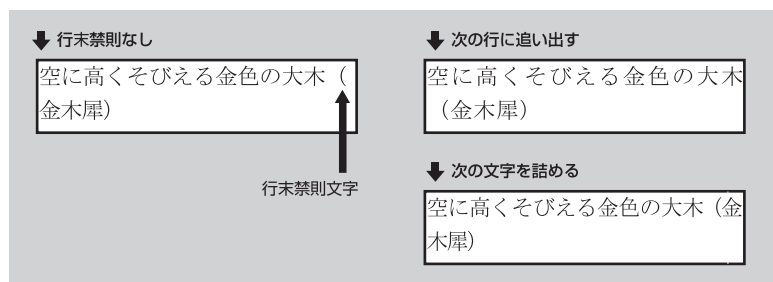 行末禁則なし
空に高くそびえる金色の大木（
金木犀）
行末禁則文字
次の行に追い出す
空に高くそびえる金色の大木
（金木犀）
次の文字を詰める
空に高くそびえる金色の大木（金
木犀）